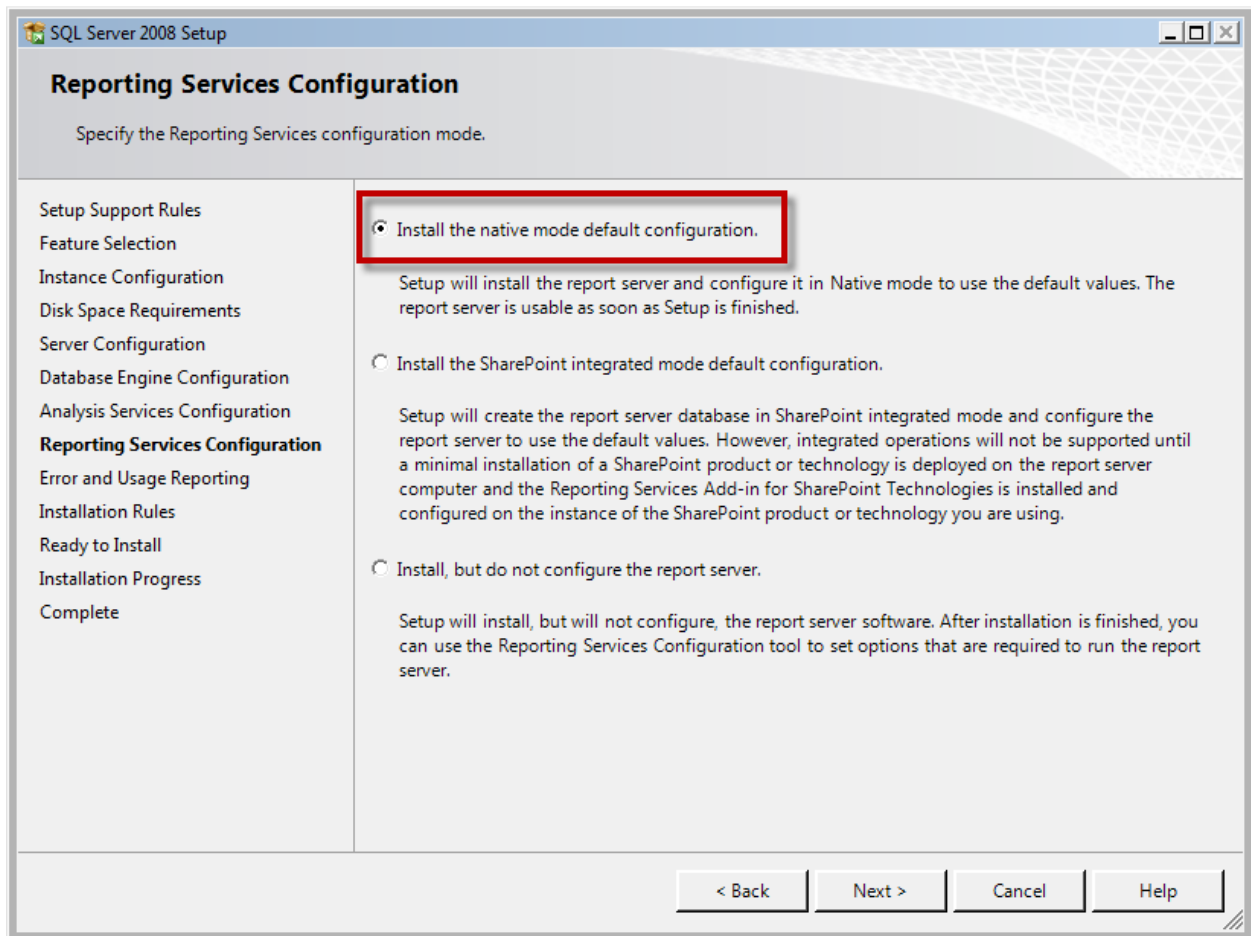 SQL Server 2008 Setup
Reporting Services Configuration
Specify the Reporting Services configuration mode.
Setup Support Rules
Feature Selection
Instance Configuration
Disk Space Requirements
Server Configuration
Database Engine Configuration
Analysis Services Configuration
Reporting Services Configuration
Error and Usage Reporting
Installation Rules
Ready to Install
Installation Progress
Complete
Install the native mode default configuration.
Setup will install the report server and configure it in Native mode to use the default values. The
report server is usable as soon as Setup is finished.
Install the SharePoint integrated mode default configuration.
Setup will create the report server database in SharePoint integrated mode and configure the
report server to use the default values. However, integrated operations will not be supported until
a minimal installation of a SharePoint product or technology is deployed on the report server
computer and the Reporting Services Add-in for SharePoint Technologies is installed and
configured on the instance of the SharePoint product or technology you are using.
Install, but do not configure the report server.
Setup will install, but will not configure, the report server software. After installation is finished, you
can use the Reporting Services Configuration tool to set options that are required to run the report
server.
< Back
Next >
Cancel
Help